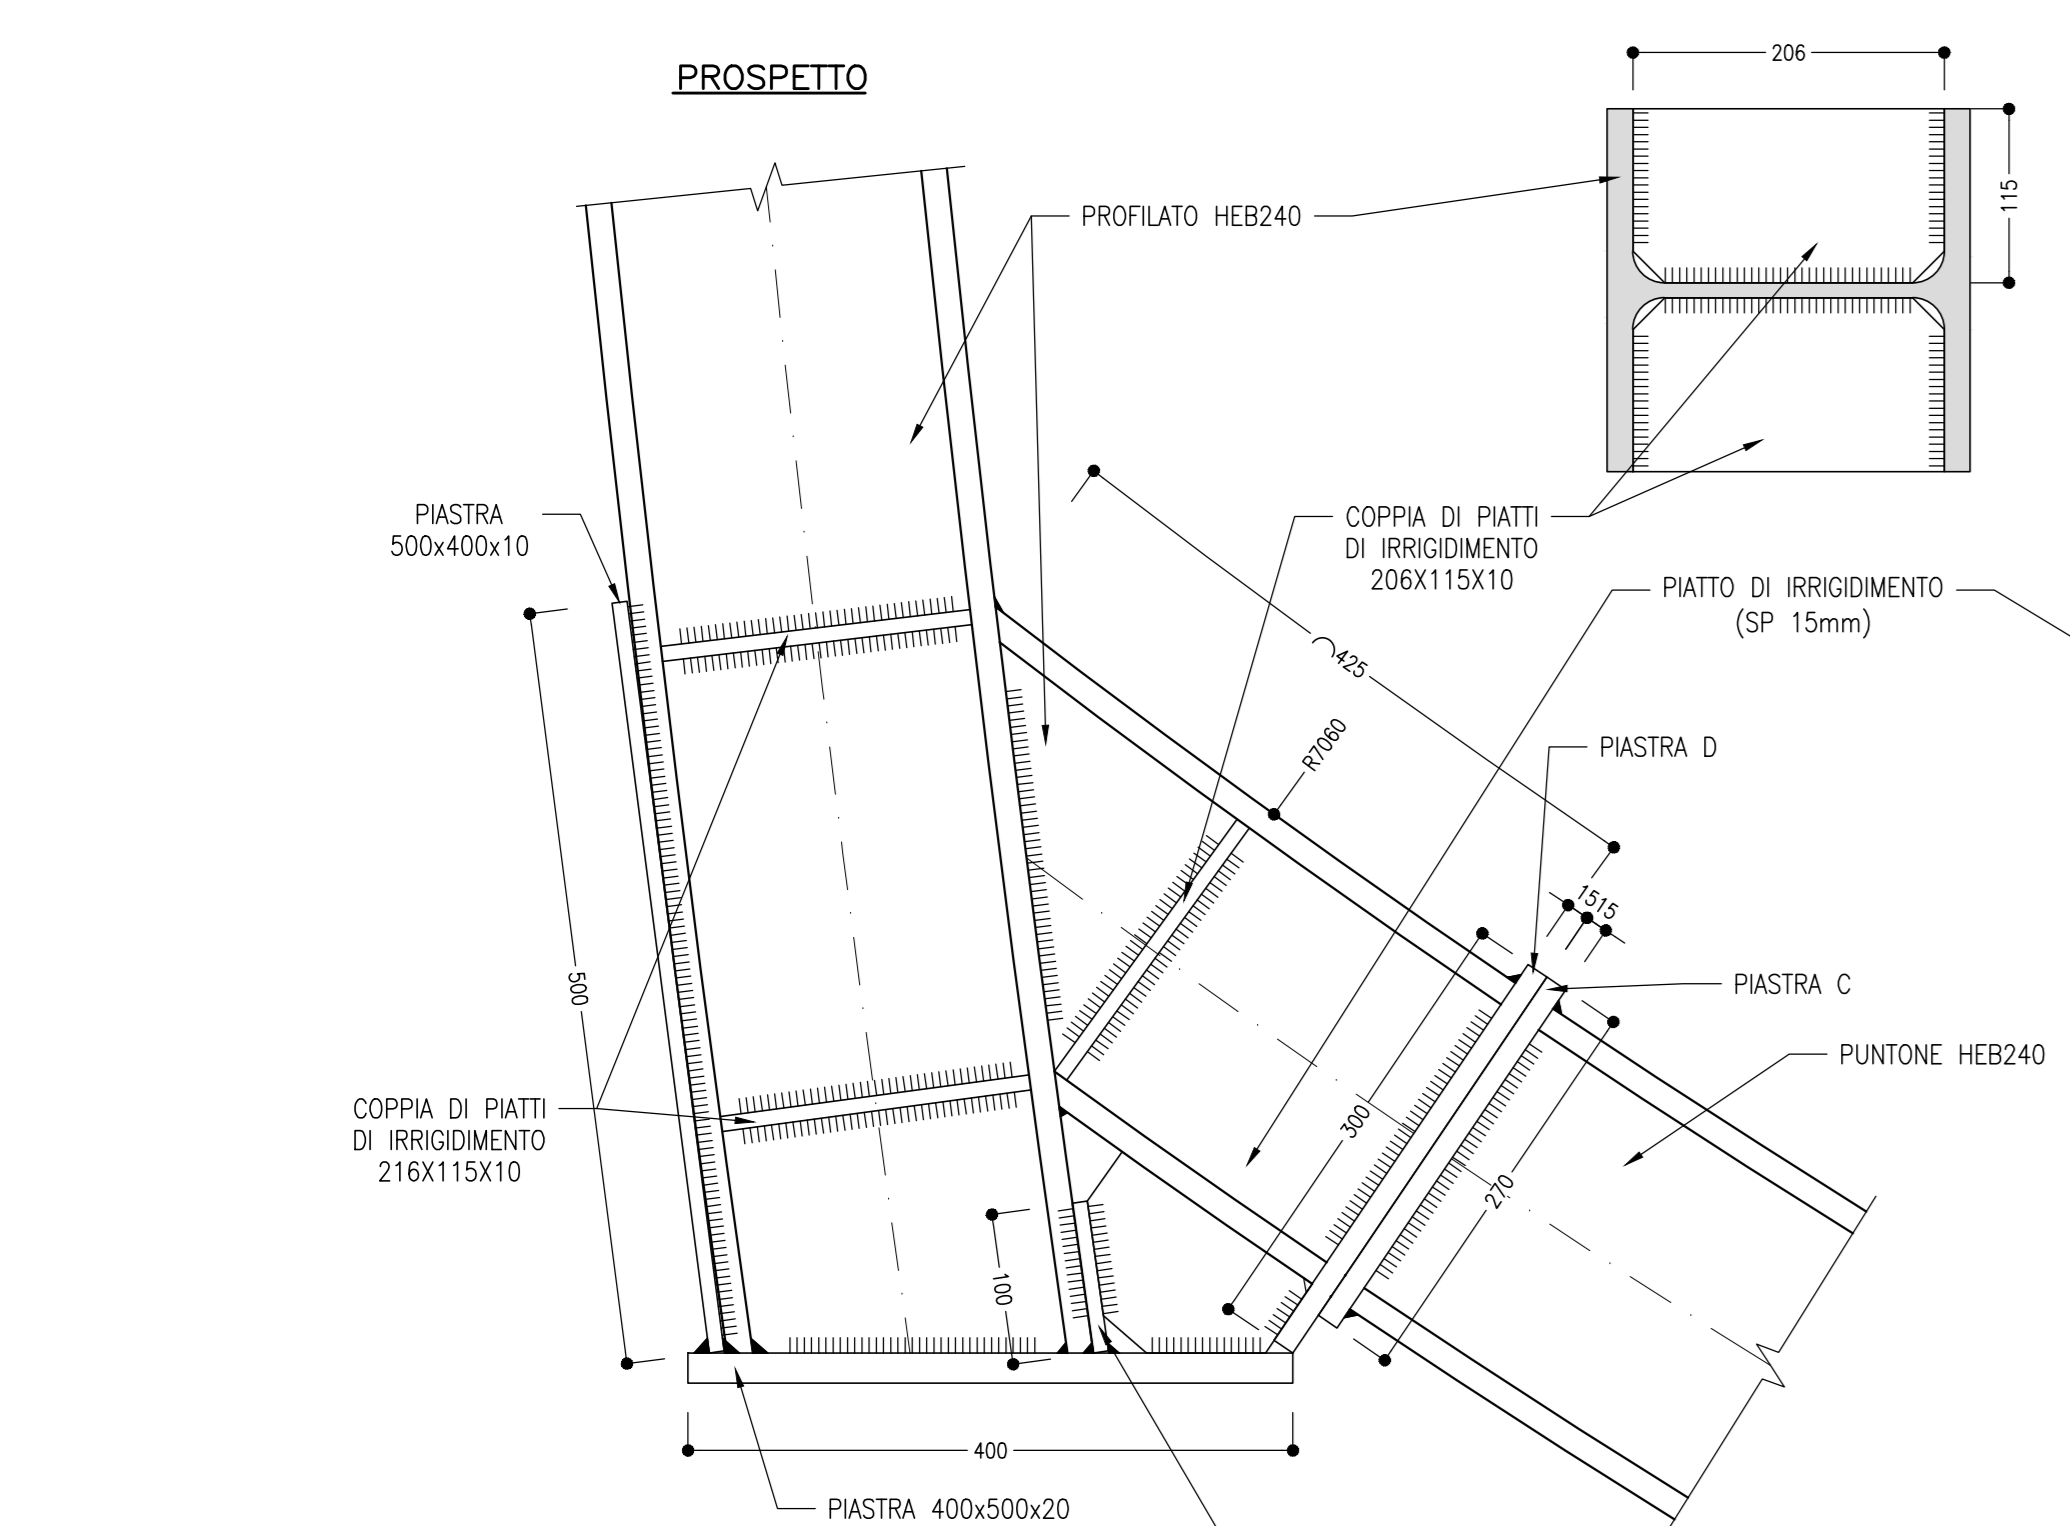 PROSPETTO
206
115
PROFILATO HEB240
PIASTRA
500x400x10
COPPIA DI PIATTI
DI IRRIGIDIMENTO
206X115X10
PIATTO DI IRRIGIDIMENTO
(SP 15mm)
425
R7060
PIASTRA D
1515
PIASTRA C
500
300
PUNTONE HEB240
COPPIA DI PIATTI
DI IRRIGIDIMENTO
216X115X10
270
100
400
PIASTRA 400x500x20